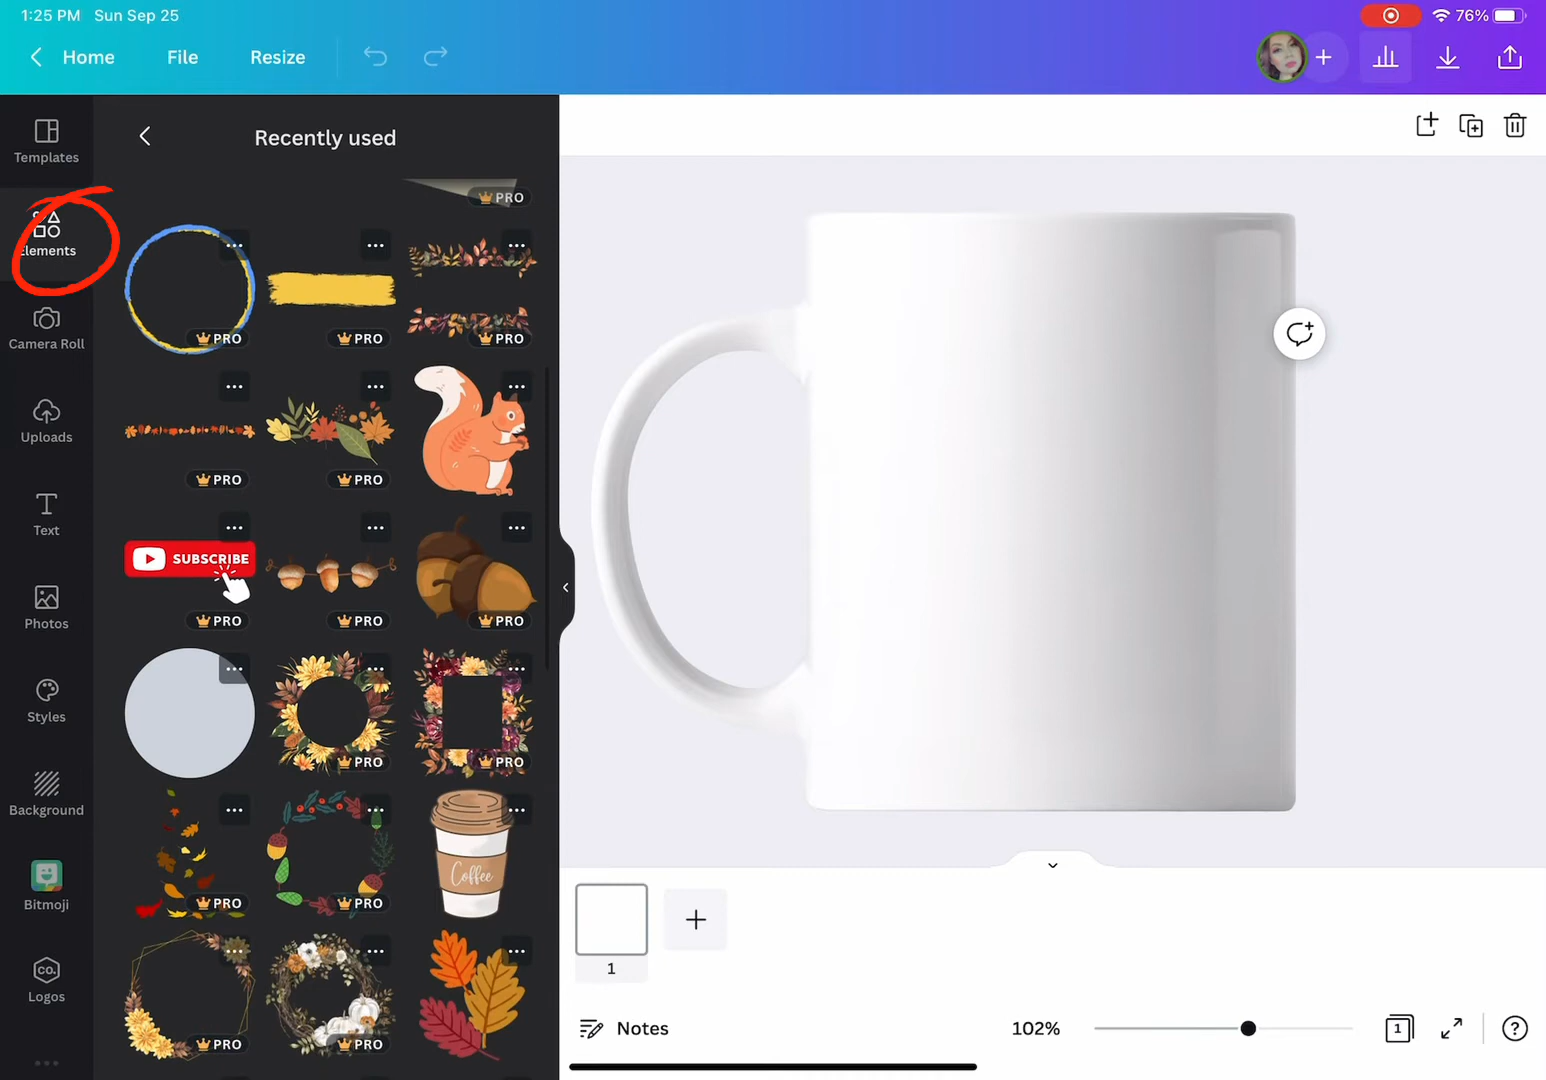 1:25 PM Sun Sep 25
76%
Home
File
Resize
Templates
Elements
Camera Roll
Uploads
Text
Photos
Styles
Background
Bitmoji
CO.
Logos
Recently used
PRO
PRO
PRO
PRO
PRO
PRO
SUBSCRIBE
PRO
PRO
PRO
PRO
PRO
PRO
PRO
Coffee
PRO
PRO
1
Notes
102%
1
?